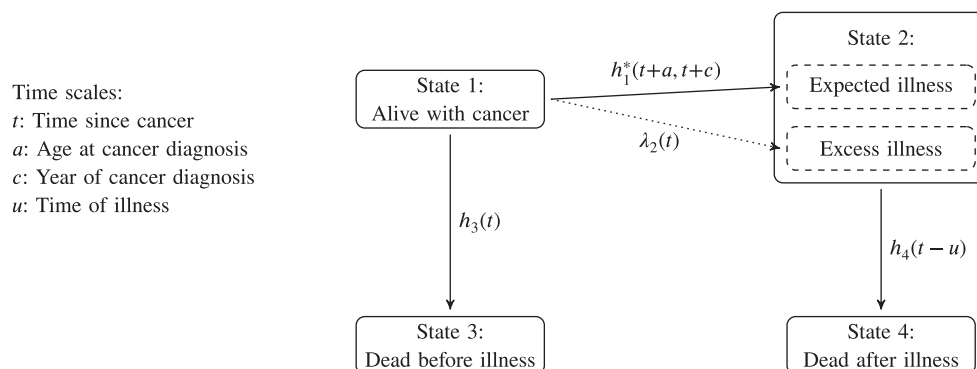 Time scales:
t: Time since cancer
a: Age at cancer diagnosis
c: Year of cancer diagnosis
u: Time of illness
State 1:
Alive with cancer
h₁*(t+a, t+c)
λ₂(t)
State 2:
Expected illness
Excess illness
h₃(t)
h₄(t − u)
State 3:
Dead before illness
State 4:
Dead after illness